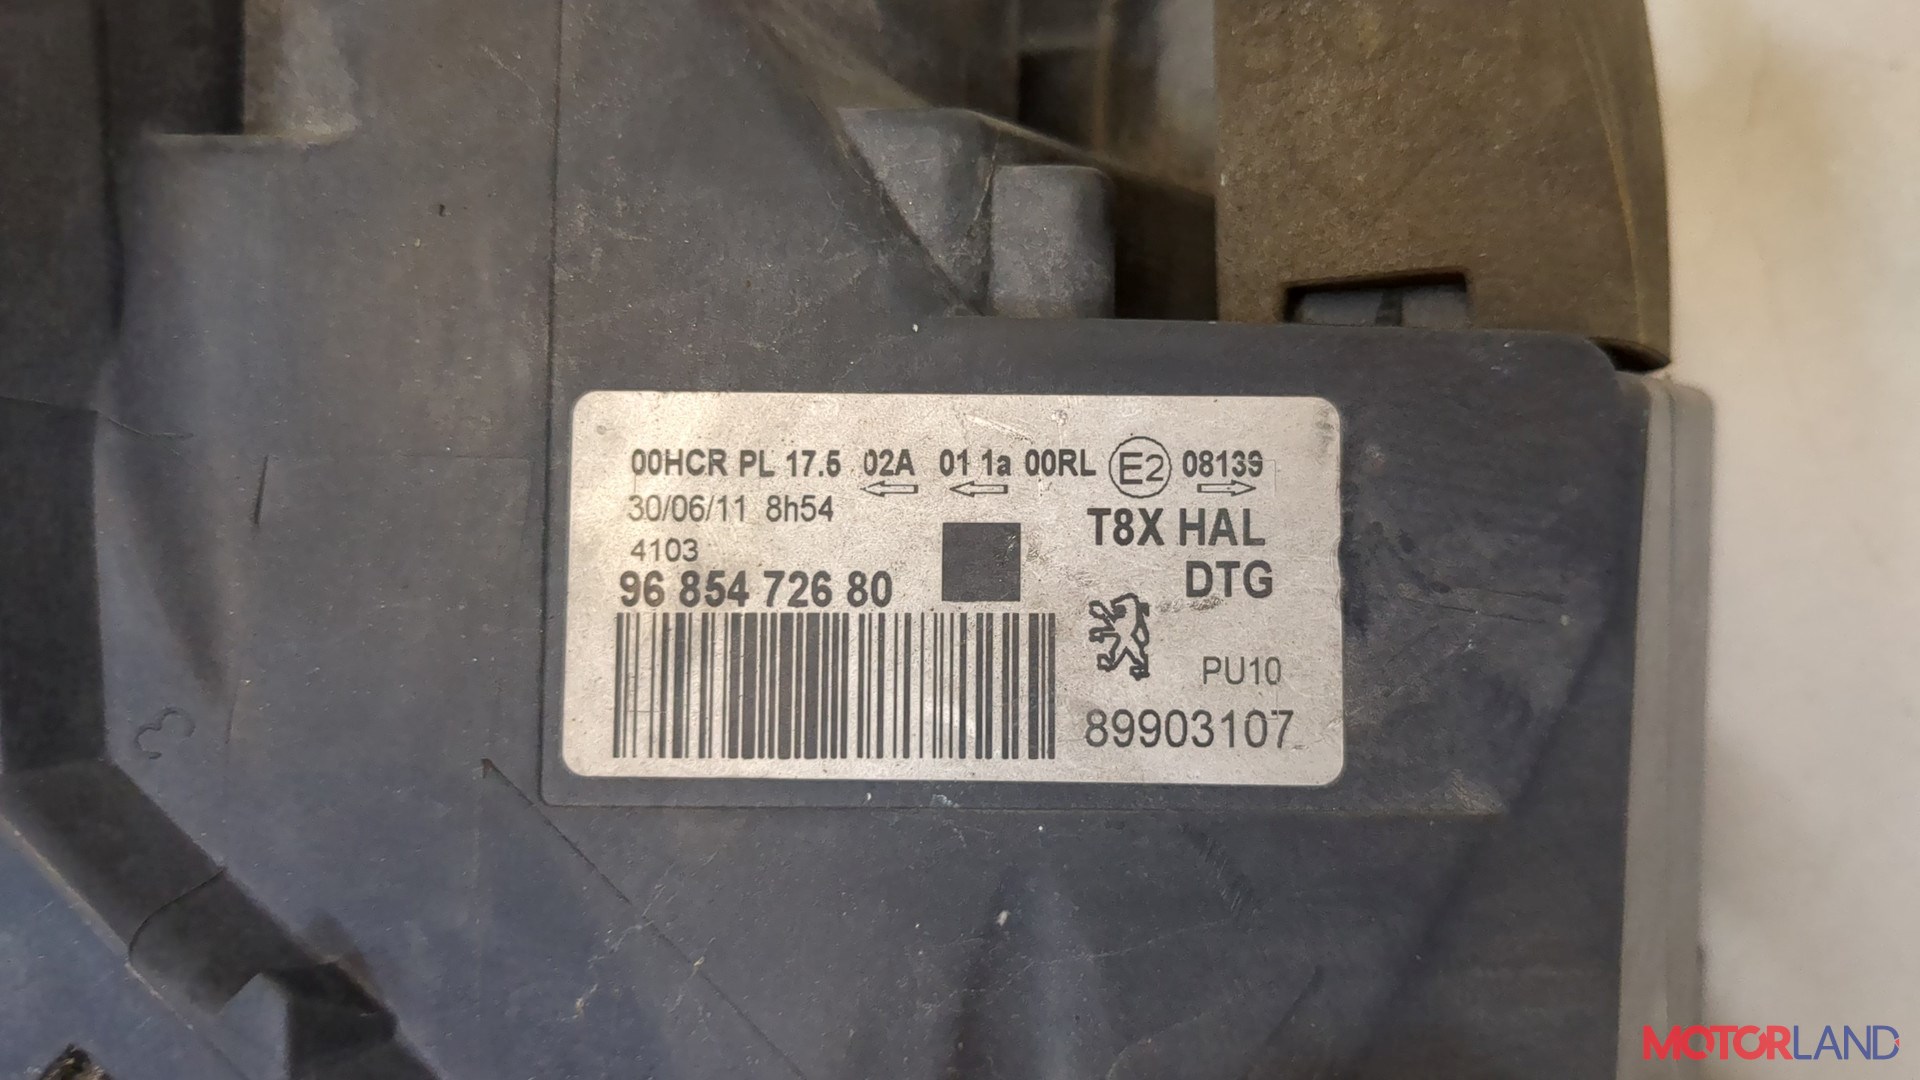 00HCR PL 17.5 02A 01 1a 00RL E2 08139
30/06/11 8h54
T8X HAL
4103
DTG
96 854 726 80
PU10
89903107
MOTORLAND